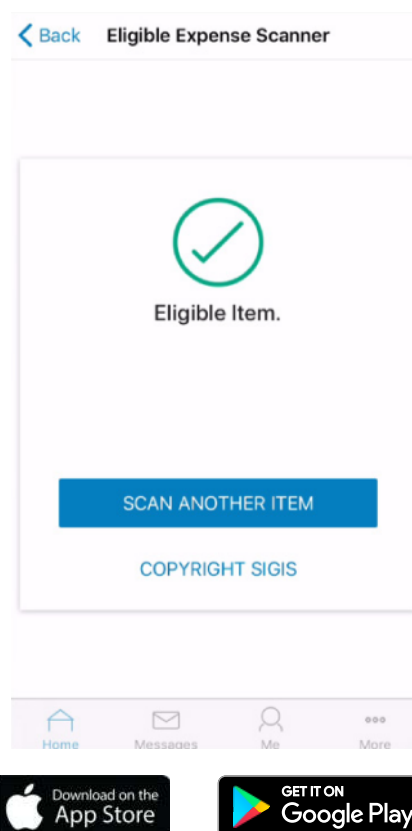 Back Eligible Expense Scanner
Eligible Item.
SCAN ANOTHER ITEM
COPYRIGHT SIGIS
Home Messages Me More
Download on the
App Store
GET IT ON
Google Play